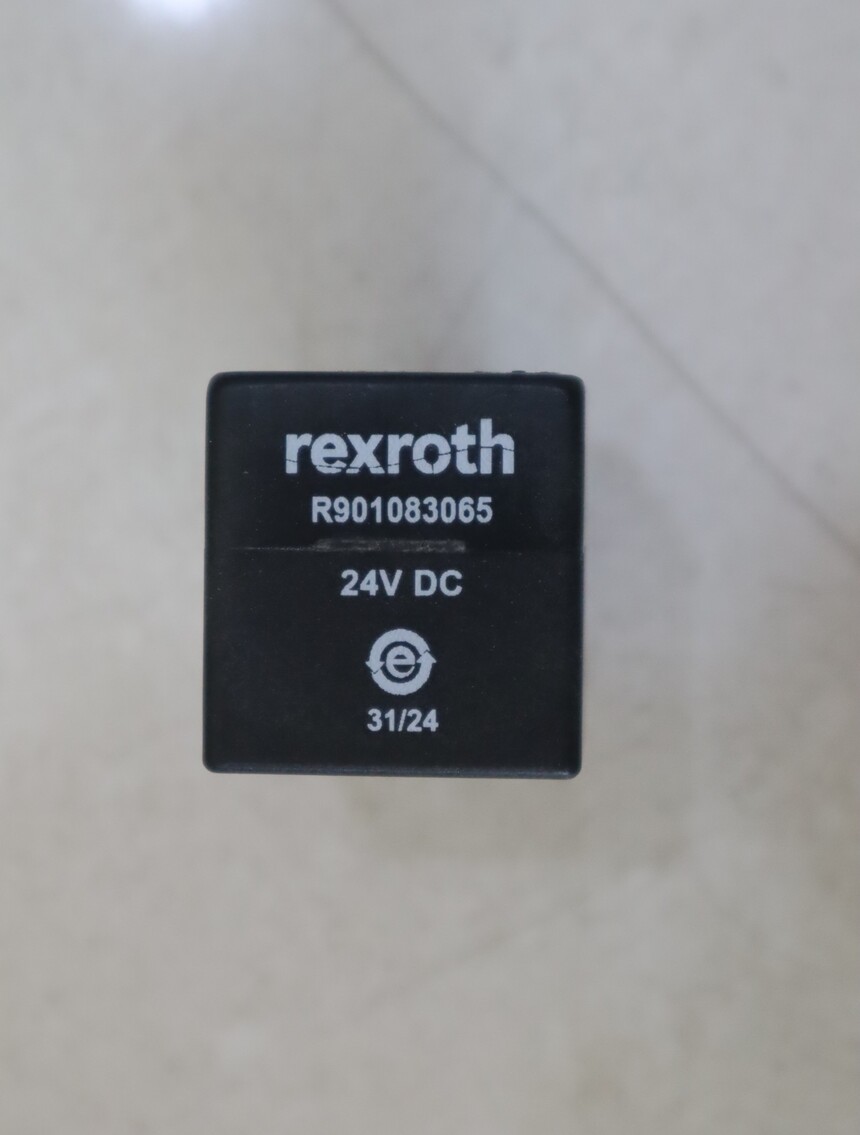 rexroth
R901083065
24V DC
e
31/24